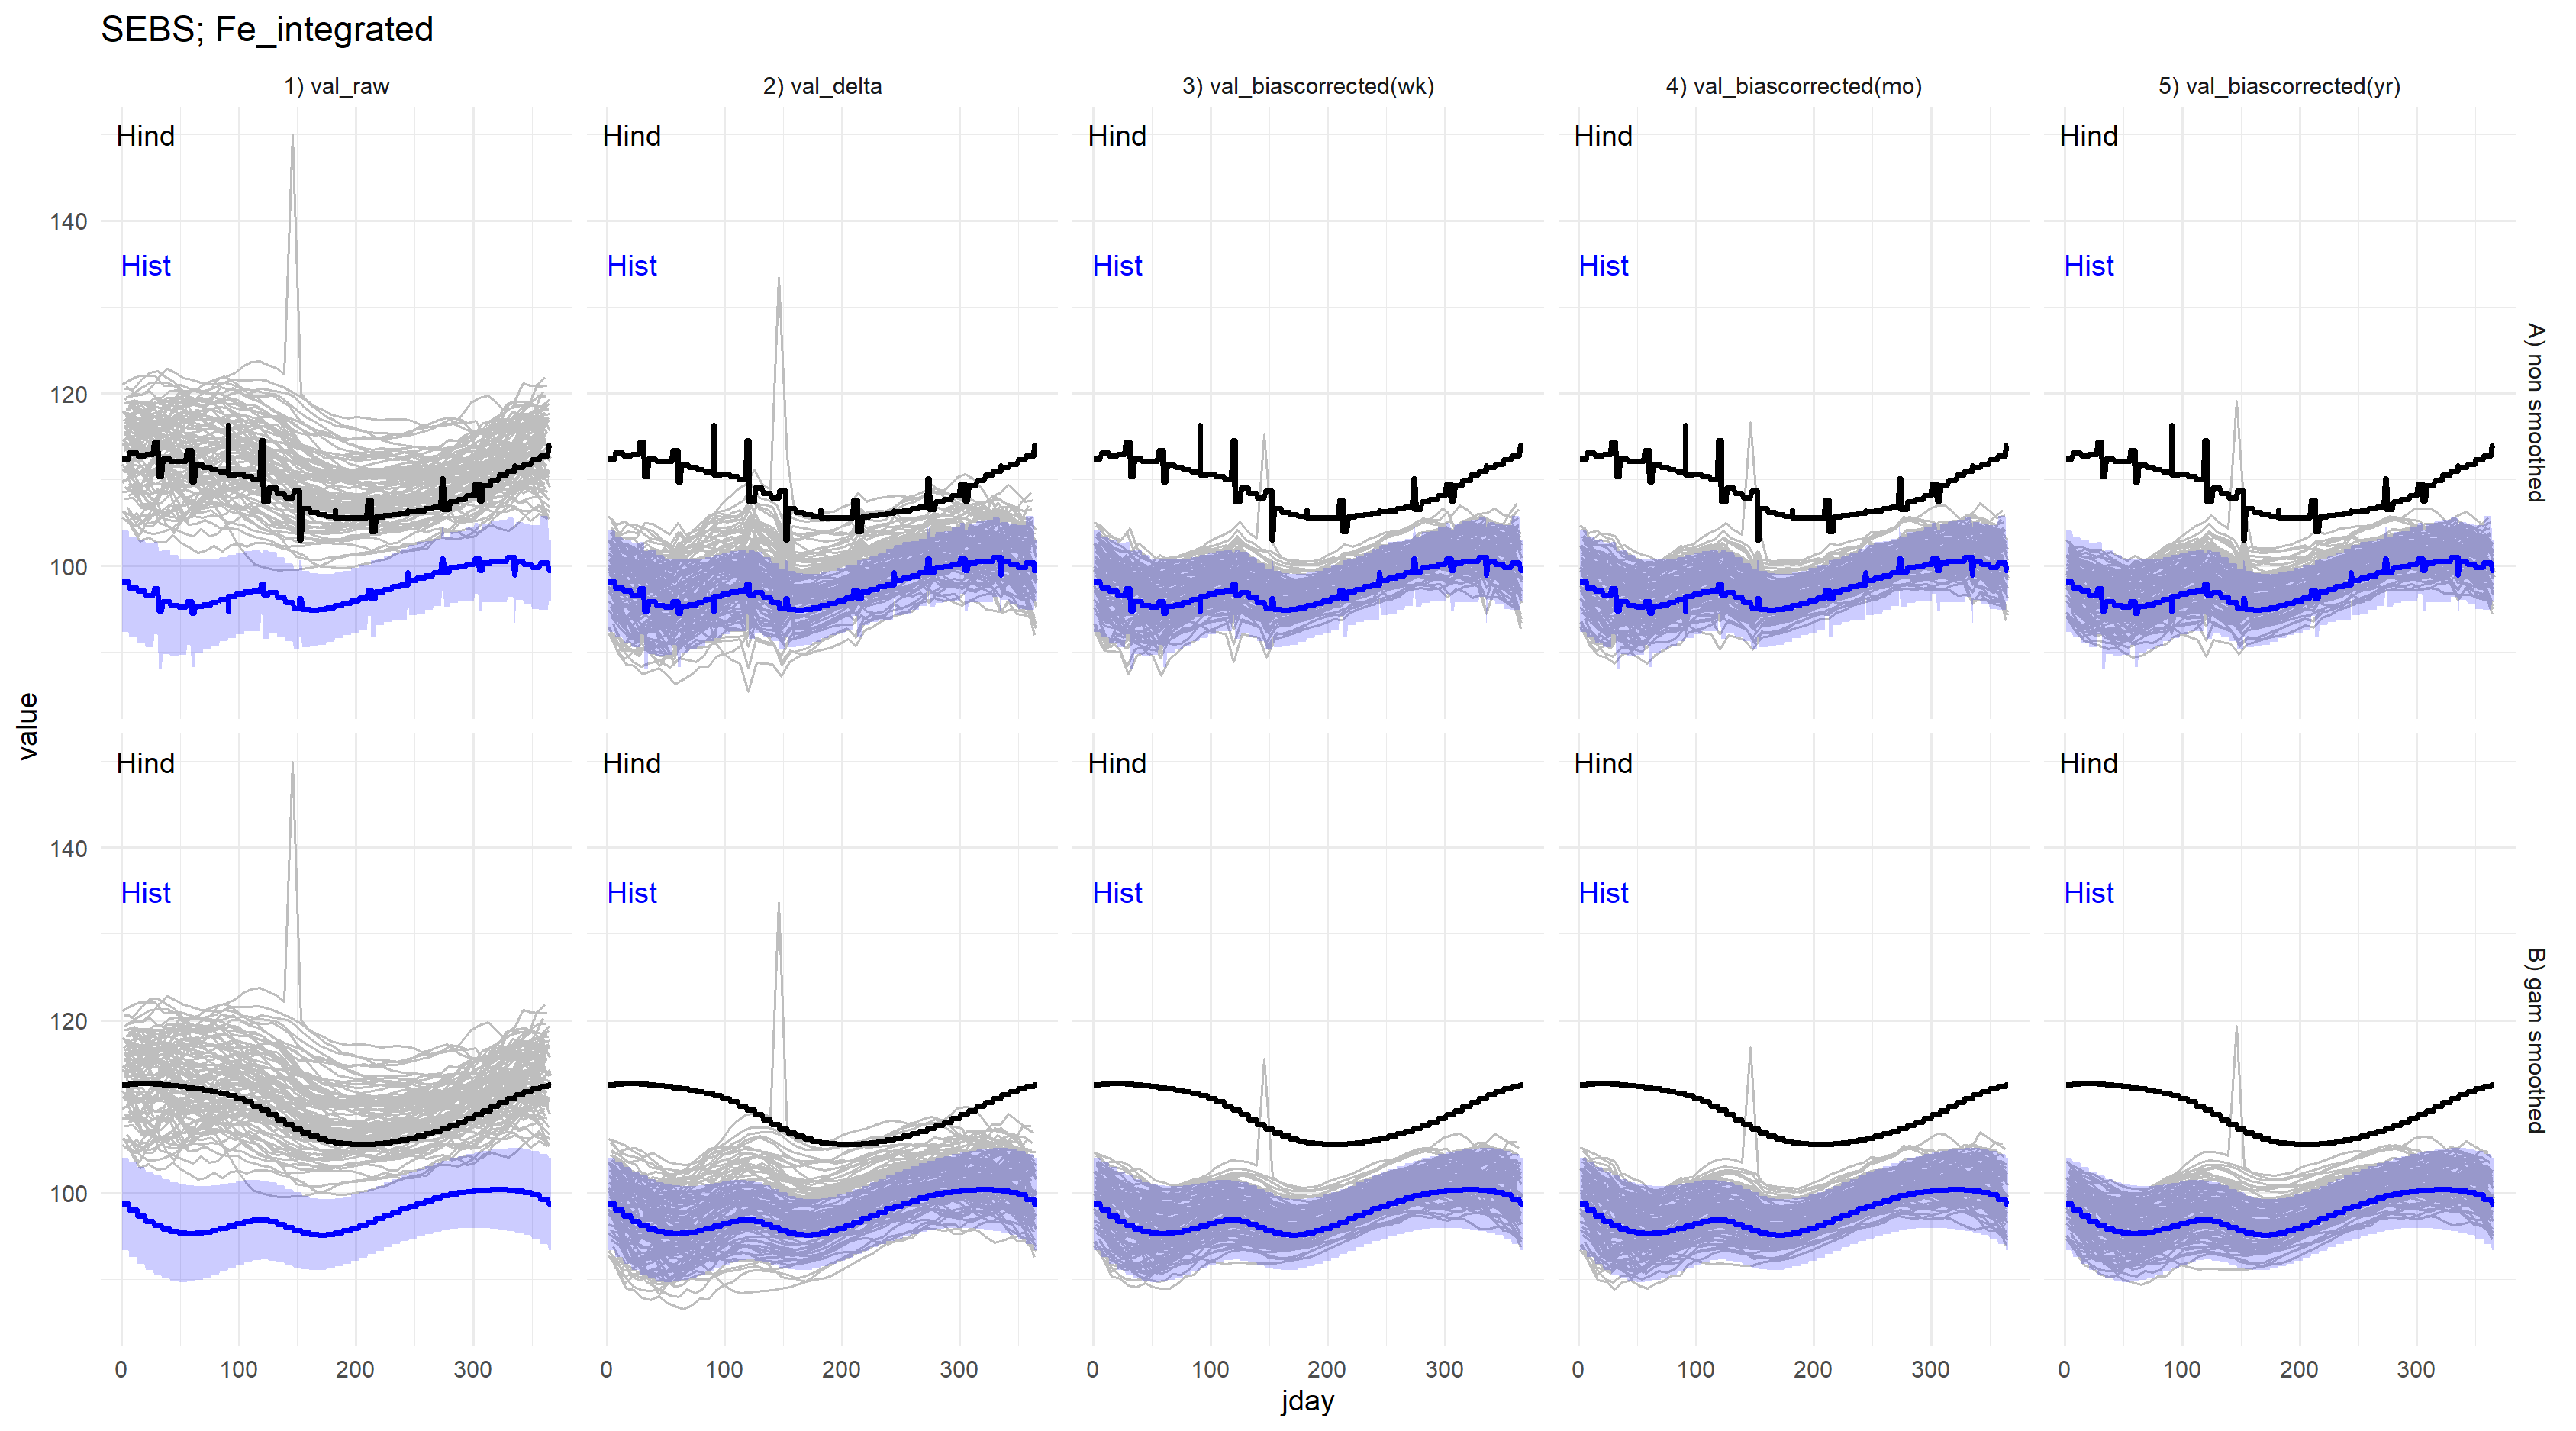 SEBS; Fe_integrated
1) val_raw
2) val_delta
3) val_biascorrected(wk)
4) val_biascorrected(mo)
5) val_biascorrected(yr)
Hind
Hind
Hind
Hind
Hind
140
Hist
Hist
Hist
Hist
Hist
120
100
A) non smoothed
value
Hind
Hind
Hind
Hind
Hind
140
Hist
Hist
Hist
Hist
Hist
120
100
B) gam smoothed
0 100 200 300
0 100 200 300
0 100 200 300
0 100 200 300
0 100 200 300
jday